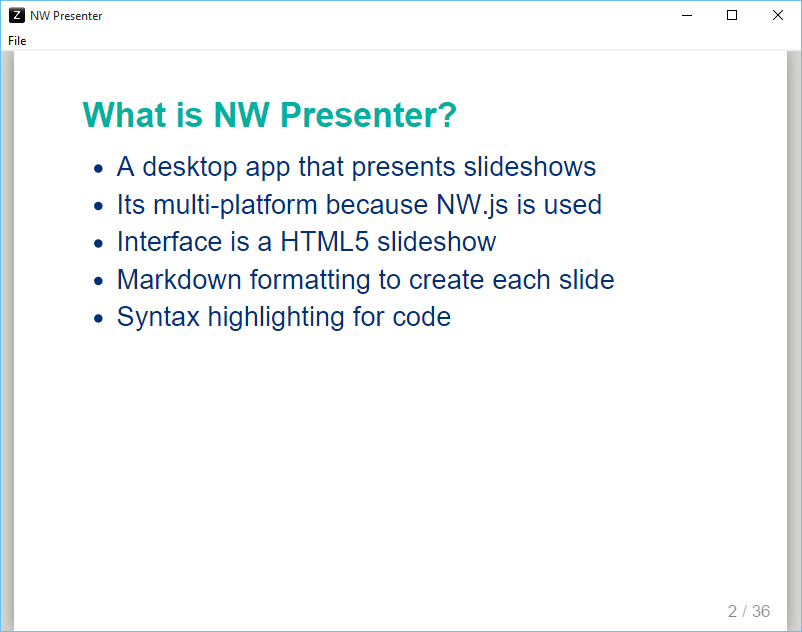 Z NW Presenter
File
What is NW Presenter?
• A desktop app that presents slideshows
• Its multi-platform because NW.js is used
• Interface is a HTML5 slideshow
• Markdown formatting to create each slide
• Syntax highlighting for code
2 / 36